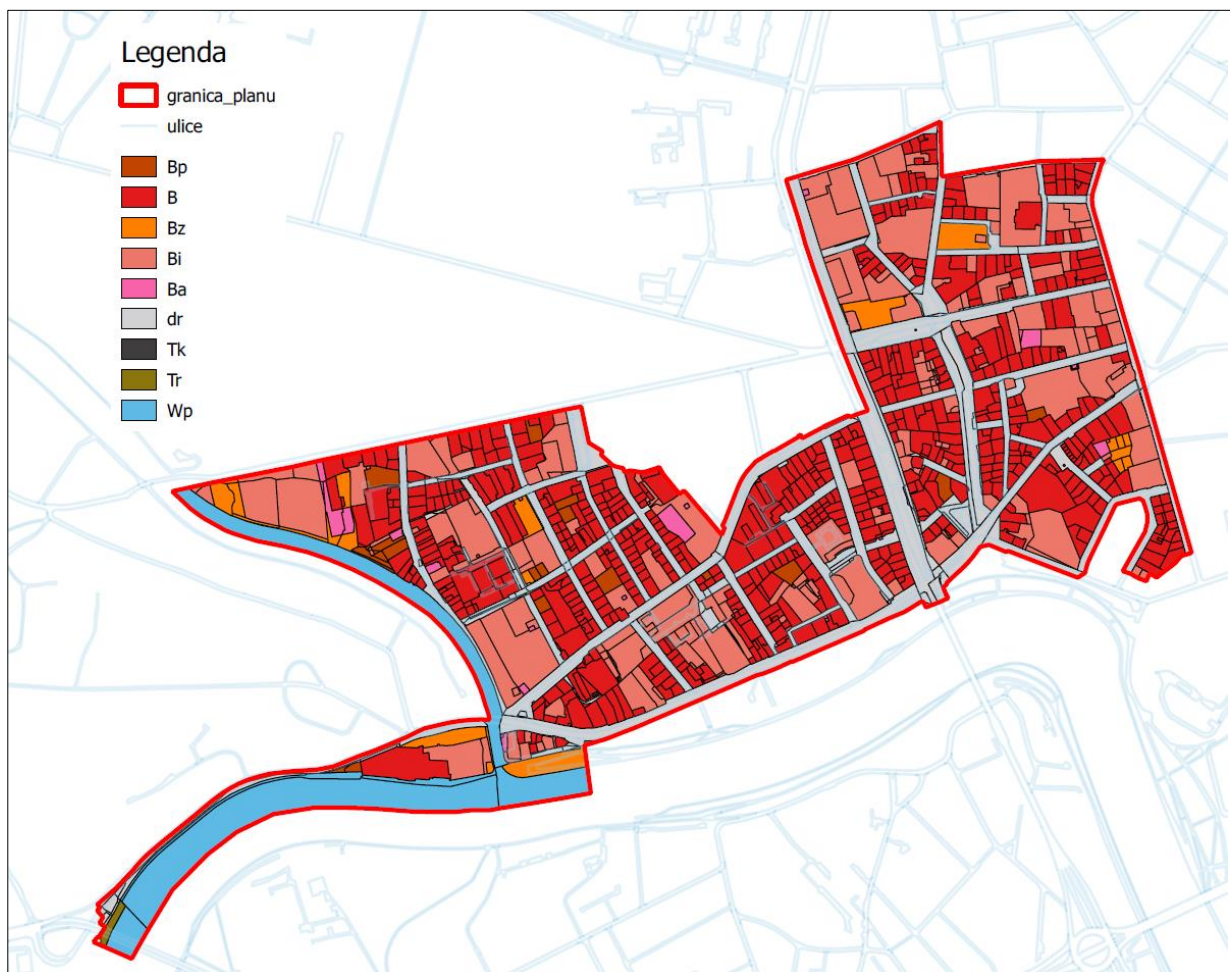 Legenda
granica_planu
ulice
Bp
B
Bz
Bi
Ba
dr
Tk
Tr
Wp